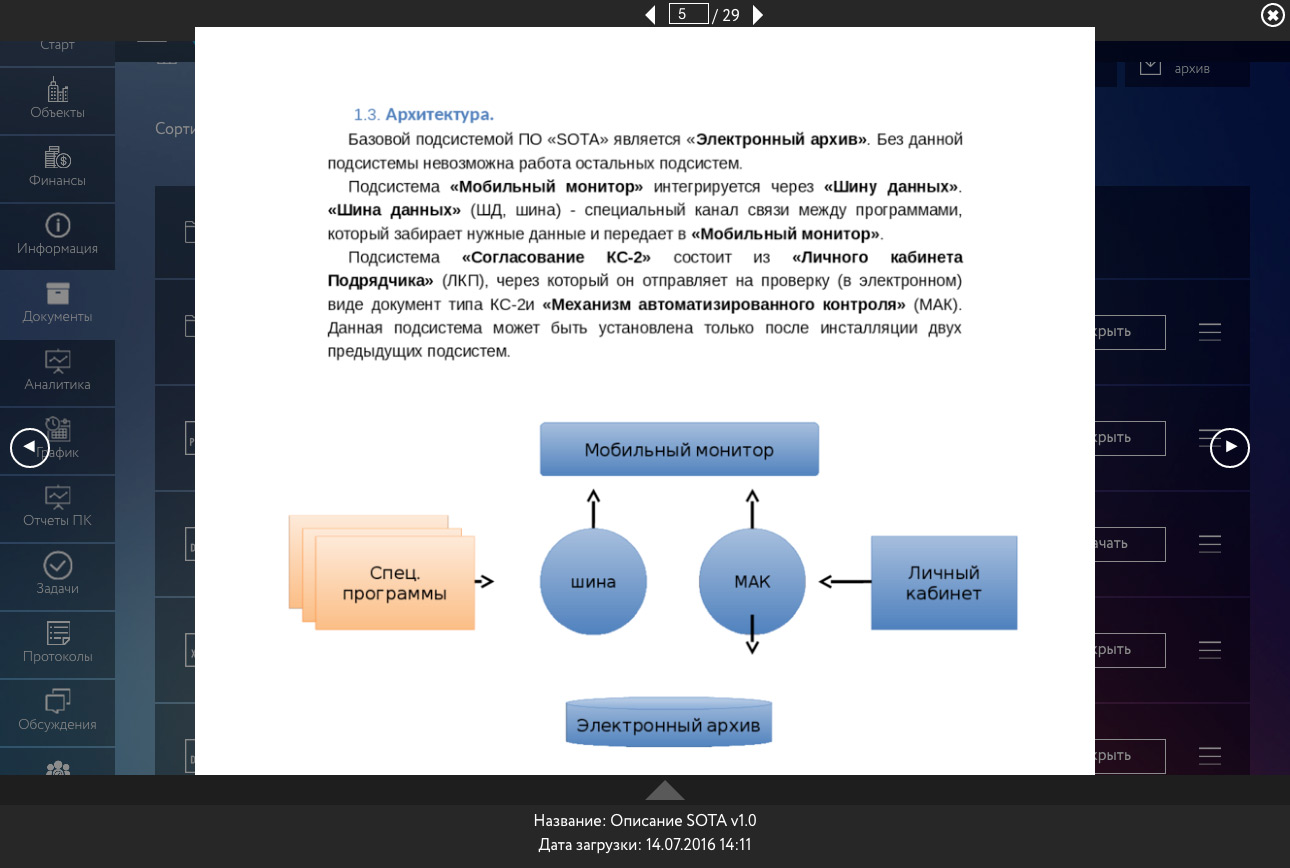 5 / 29
Старт
Объекты
Финансы
Информация
Документы
Аналитика
График
Отчеты ПК
Задачи
Протоколы
Обсуждения
архив
1.3. Архитектура.
Базовой подсистемой ПО «SOTA» является «Электронный архив». Без данной
подсистемы невозможна работа остальных подсистем.
Подсистема «Мобильный монитор» интегрируется через «Шину данных».
«Шина данных» (ШД, шина) - специальный канал связи между программами,
который забирает нужные данные и передает в «Мобильный монитор».
Подсистема «Согласование КС-2» состоит из «Личного кабинета
Подрядчика» (ЛКП), через который он отправляет на проверку (в электронном)
виде документ типа КС-2и «Механизм автоматизированного контроля» (МАК).
Данная подсистема может быть установлена только после инсталляции двух
предыдущих подсистем.
Мобильный монитор
Спец.
программы
шина
МАК
Личный
кабинет
Электронный архив
Название: Описание SOTA v1.0
Дата загрузки: 14.07.2016 14:11